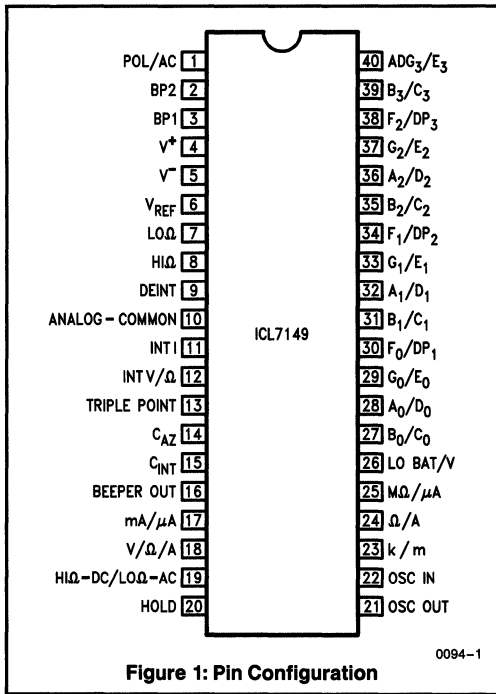 POL/AC 1
BP2 2
BP1 3
V⁺ 4
V⁻ 5
V_REF 6
LOΩ 7
HIΩ 8
DEINT 9
ANALOG-COMMON 10
INT I 11
INT V/Ω 12
TRIPLE POINT 13
C_AZ 14
C_INT 15
BEEPER OUT 16
mA/μA 17
V/Ω/A 18
HIΩ-DC/LOΩ-AC 19
HOLD 20
ICL7149
40 ADG₃/E₃
39 B₃/C₃
38 F₂/DP₃
37 G₂/E₂
36 A₂/D₂
35 B₂/C₂
34 F₁/DP₂
33 G₁/E₁
32 A₁/D₁
31 B₁/C₁
30 F₀/DP₁
29 G₀/E₀
28 A₀/D₀
27 B₀/C₀
26 LO BAT/V
25 MΩ/μA
24 Ω/A
23 k/m
22 OSC IN
21 OSC OUT
0094-1
Figure 1: Pin Configuration